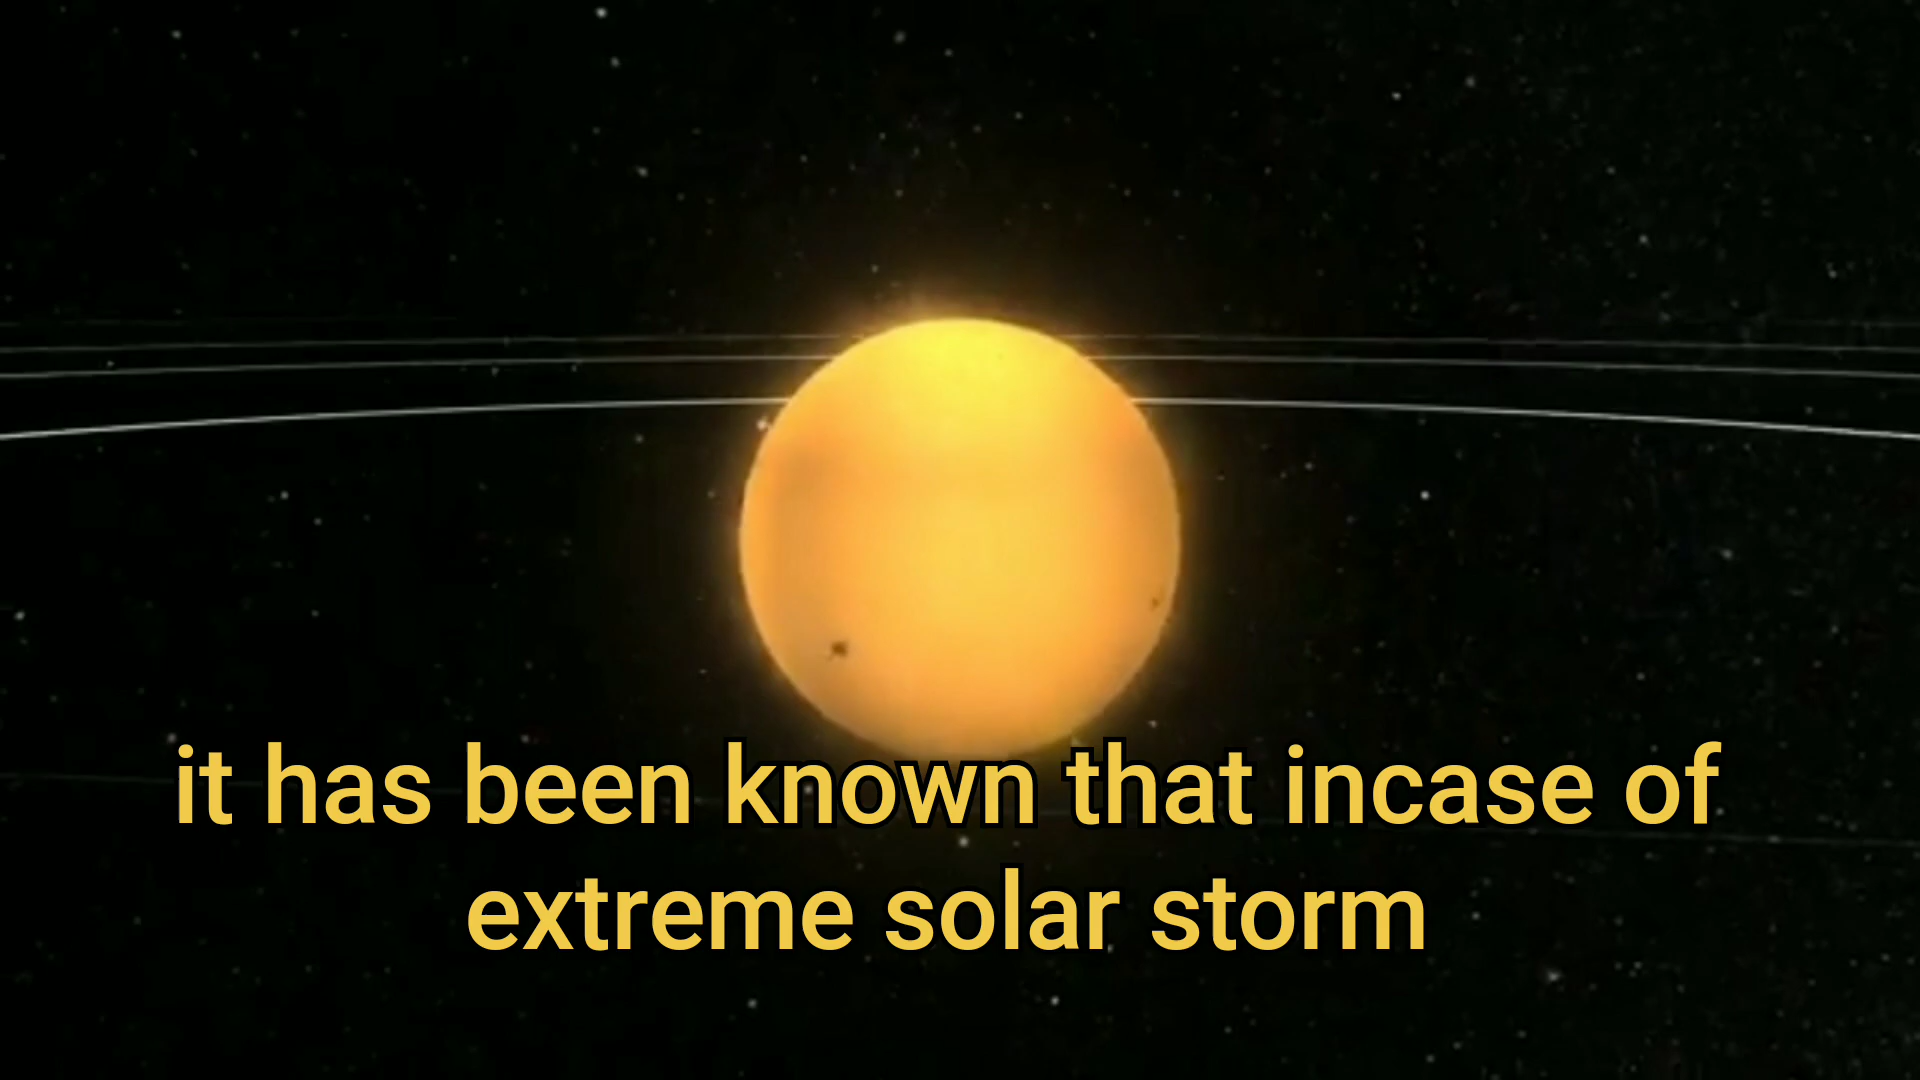 it has been known that incase of
extreme solar storm